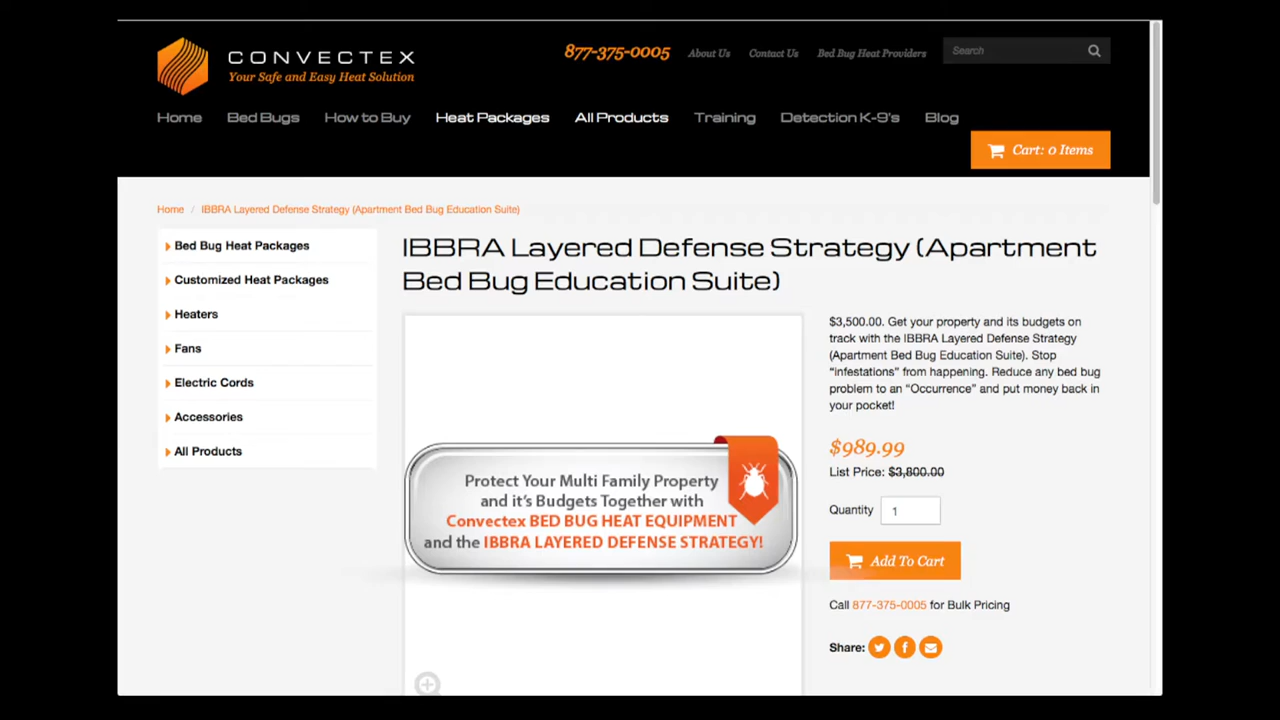 CONVECTEX
Your Safe and Easy Heat Solution
877-375-0005 About Us Contact Us Bed Bug Heat Providers Search
Home Bed Bugs How to Buy Heat Packages All Products Training Detection K-9's Blog
Cart: 0 Items
Home / IBBRA Layered Defense Strategy (Apartment Bed Bug Education Suite)
Bed Bug Heat Packages
Customized Heat Packages
Heaters
Fans
Electric Cords
Accessories
All Products
IBBRA Layered Defense Strategy (Apartment
Bed Bug Education Suite)
Protect Your Multi Family Property
and it's Budgets Together with
Convectex BED BUG HEAT EQUIPMENT
and the IBBRA LAYERED DEFENSE STRATEGY!
$3,500.00. Get your property and its budgets on
track with the IBBRA Layered Defense Strategy
(Apartment Bed Bug Education Suite). Stop
“infestations” from happening. Reduce any bed bug
problem to an “Occurrence” and put money back in
your pocket!
$989.99
List Price: $3,800.00
Quantity 1
Add To Cart
Call 877-375-0005 for Bulk Pricing
Share: